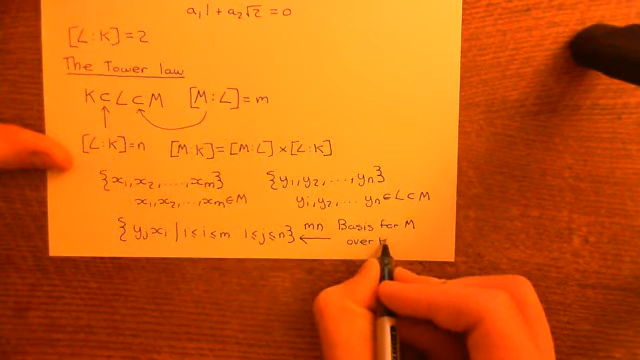 a₁1 + a₂√2 = 0
[L:K] = 2
The Tower law
K ⊂ L ⊂ M [M:L] = m
[L:K] = n [M:K] = [M:L] × [L:K]
{x₁, x₂, ...., xₘ} {y₁, y₂, ..., yₙ}
x₁, x₂, ..., xₘ ∈ M y₁, y₂, ... yₙ ∈ L ⊂ M
{yⱼxᵢ | 1 ≤ i ≤ m 1 ≤ j ≤ n} mn Basis for M
over K